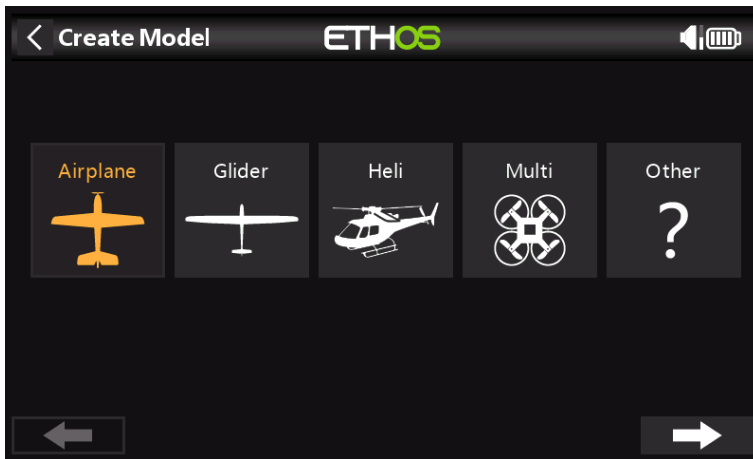 Create Model
ETHOS
Airplane
Glider
Heli
Multi
Other
?